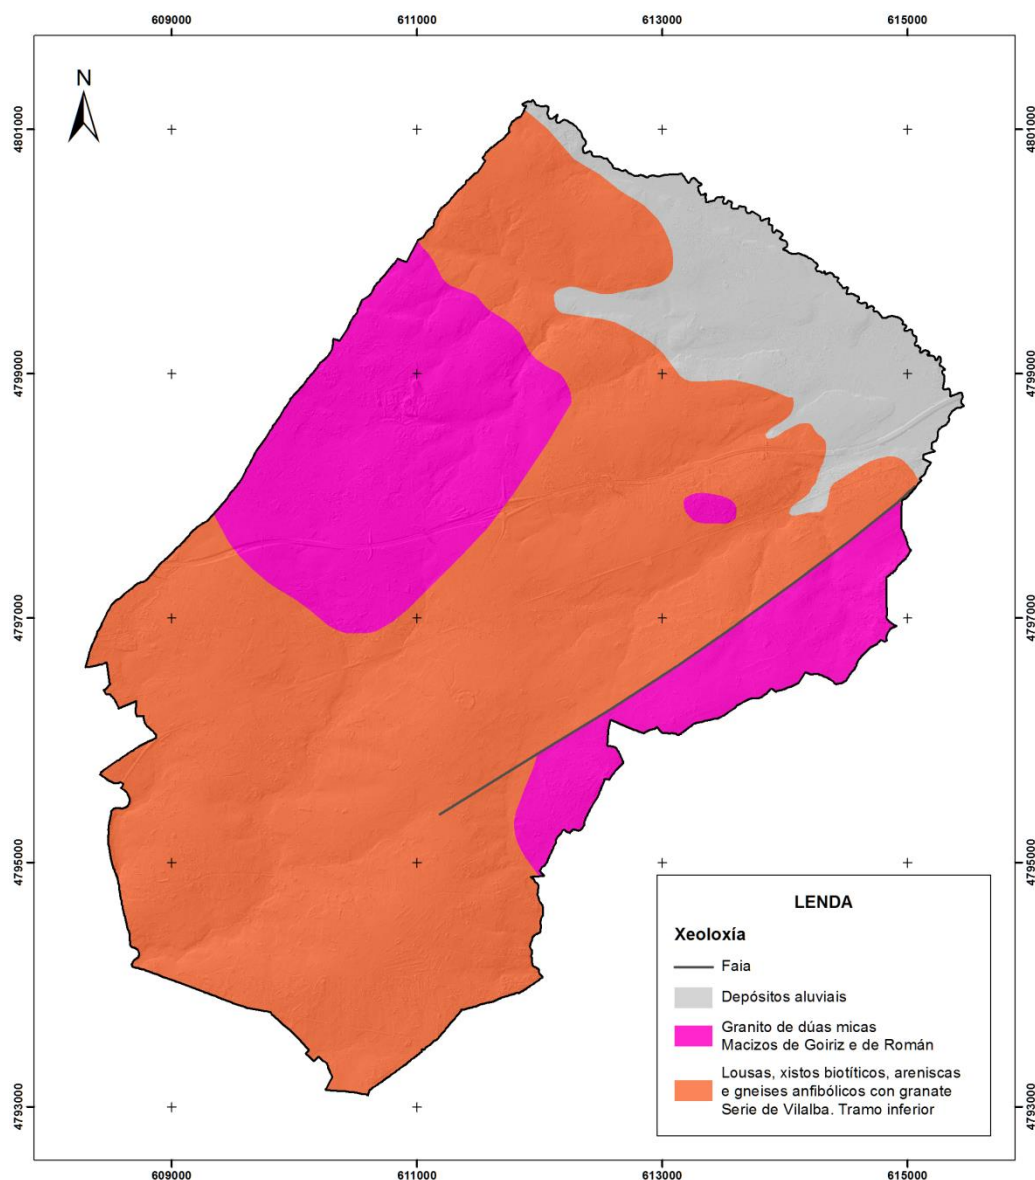 609000 611000 613000 615000
N
4801000 4801000
4799000 4799000
4797000 4797000
4795000 4795000
LENDA
Xeoloxía
Faia
Depósitos aluviais
Granito de dúas micas
Macizos de Goiriz e de Román
Lousas, xistos biotíticos, areniscas
e gneises anfibólicos con granate
Serie de Vilalba. Tramo inferior
4793000 4793000
609000 611000 613000 615000